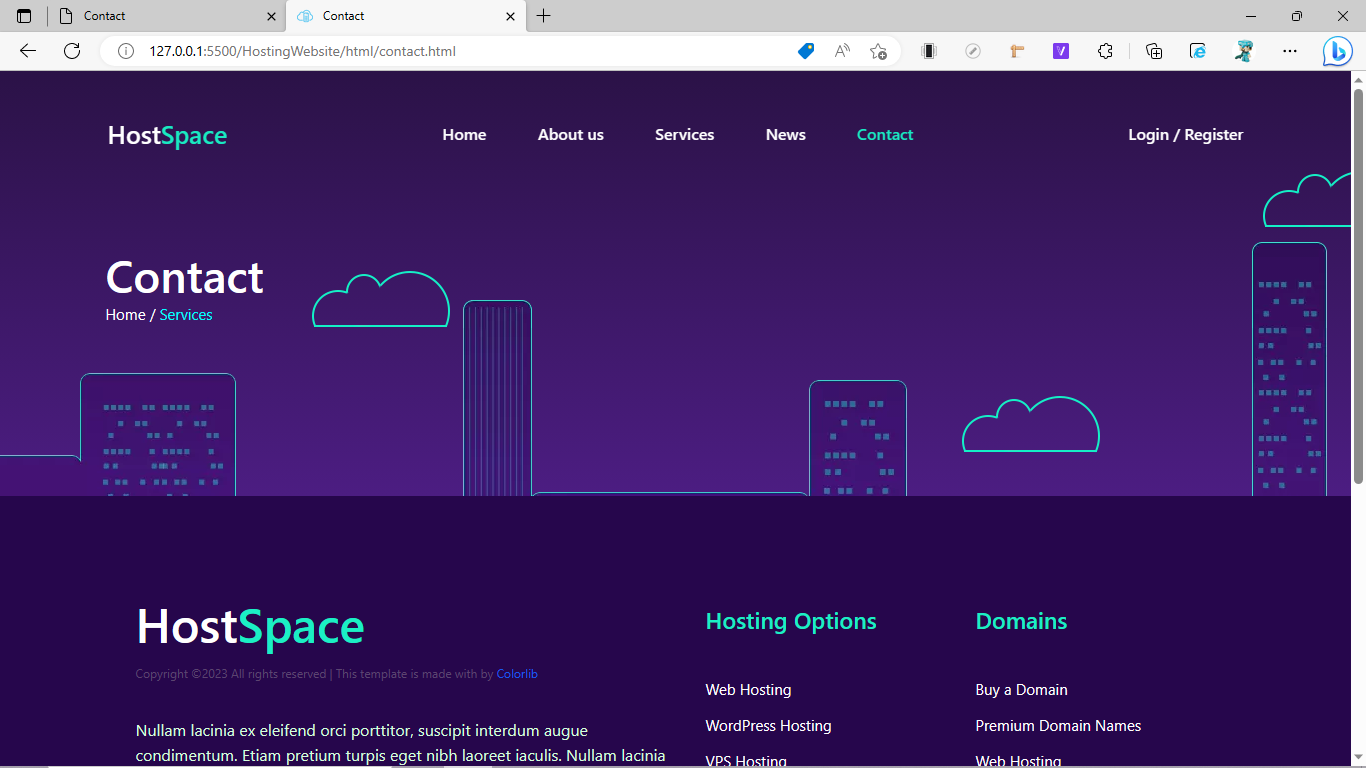 Contact
Contact
127.0.0.1:5500/HostingWebsite/html/contact.html
HostSpace
Home
About us
Services
News
Contact
Login / Register
Contact
Home / Services
HostSpace
Copyright ©2023 All rights reserved | This template is made with by Colorlib
Nullam lacinia ex eleifend orci porttitor, suscipit interdum augue
condimentum. Etiam pretium turpis eget nibh laoreet iaculis. Nullam lacinia
Hosting Options
Web Hosting
WordPress Hosting
VPS Hosting
Domains
Buy a Domain
Premium Domain Names
Web Hosting